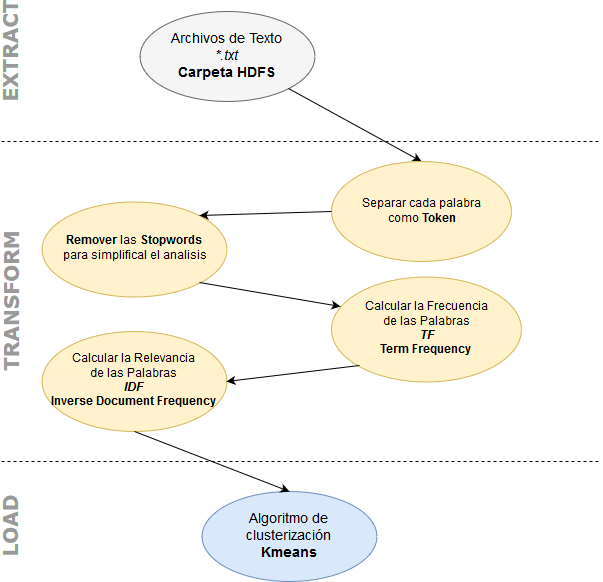 EXTRACT
Archivos de Texto
*.txt
Carpeta HDFS
TRANSFORM
Separar cada palabra
como Token
Remover las Stopwords
para simplifical el analisis
Calcular la Frecuencia
de las Palabras
TF
Term Frequency
Calcular la Relevancia
de las Palabras
IDF
Inverse Document Frequency
LOAD
Algoritmo de
clusterización
Kmeans